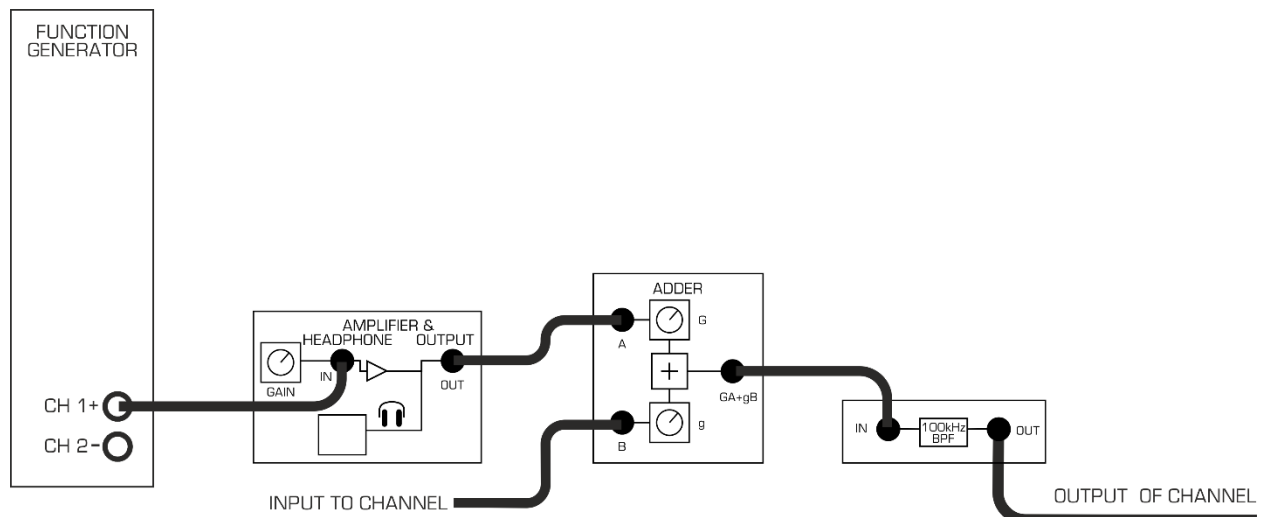 FUNCTION
GENERATOR
CH 1+
CH 2-
AMPLIFIER &
HEADPHONE OUTPUT
GAIN
IN
OUT
INPUT TO CHANNEL
ADDER
A
G
B
g
GA+gB
IN
100kHz
BPF
OUT
OUTPUT OF CHANNEL